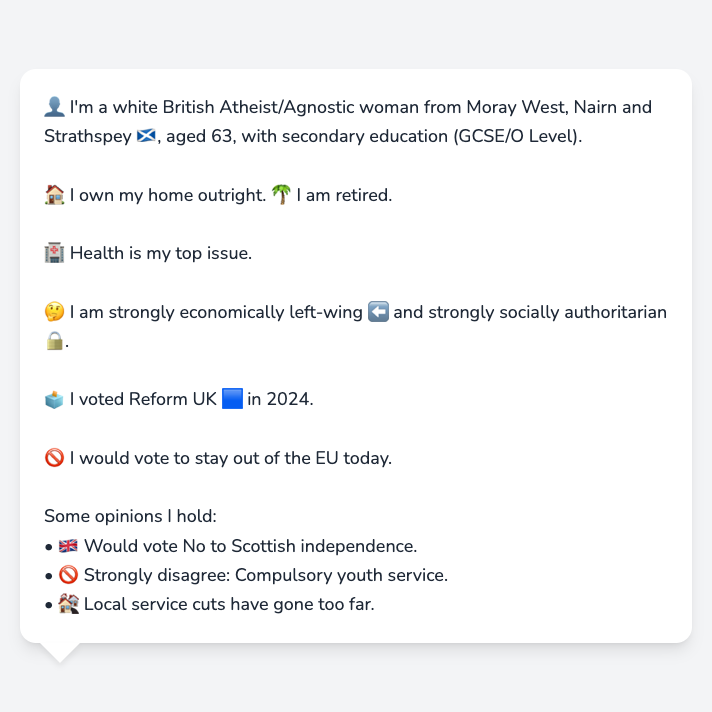 👤 I'm a white British Atheist/Agnostic woman from Moray West, Nairn and
Strathspey 🏴󠁧󠁢󠁳󠁣󠁴󠁿, aged 63, with secondary education (GCSE/O Level).
🏠 I own my home outright. 🌴 I am retired.
🏥 Health is my top issue.
🤔 I am strongly economically left-wing ⬅️ and strongly socially authoritarian
🔒.
🗳️ I voted Reform UK 🟦 in 2024.
🚫 I would vote to stay out of the EU today.
Some opinions I hold:
• 🇬🇧 Would vote No to Scottish independence.
• 🚫 Strongly disagree: Compulsory youth service.
• 🏚️ Local service cuts have gone too far.